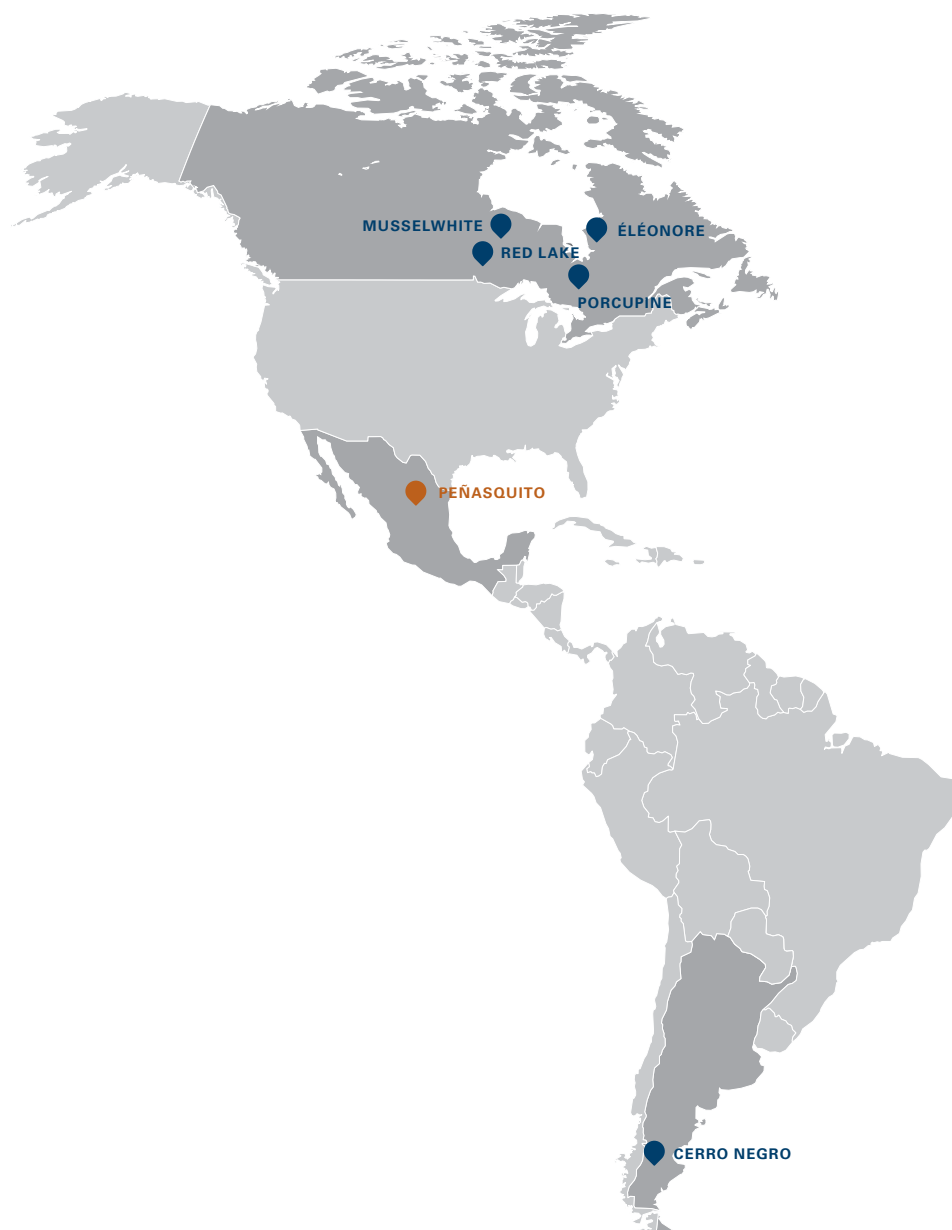 MUSSELWHITE
ÉLÉONORE
RED LAKE
PORCUPINE
PEÑASQUITO
CERRO NEGRO